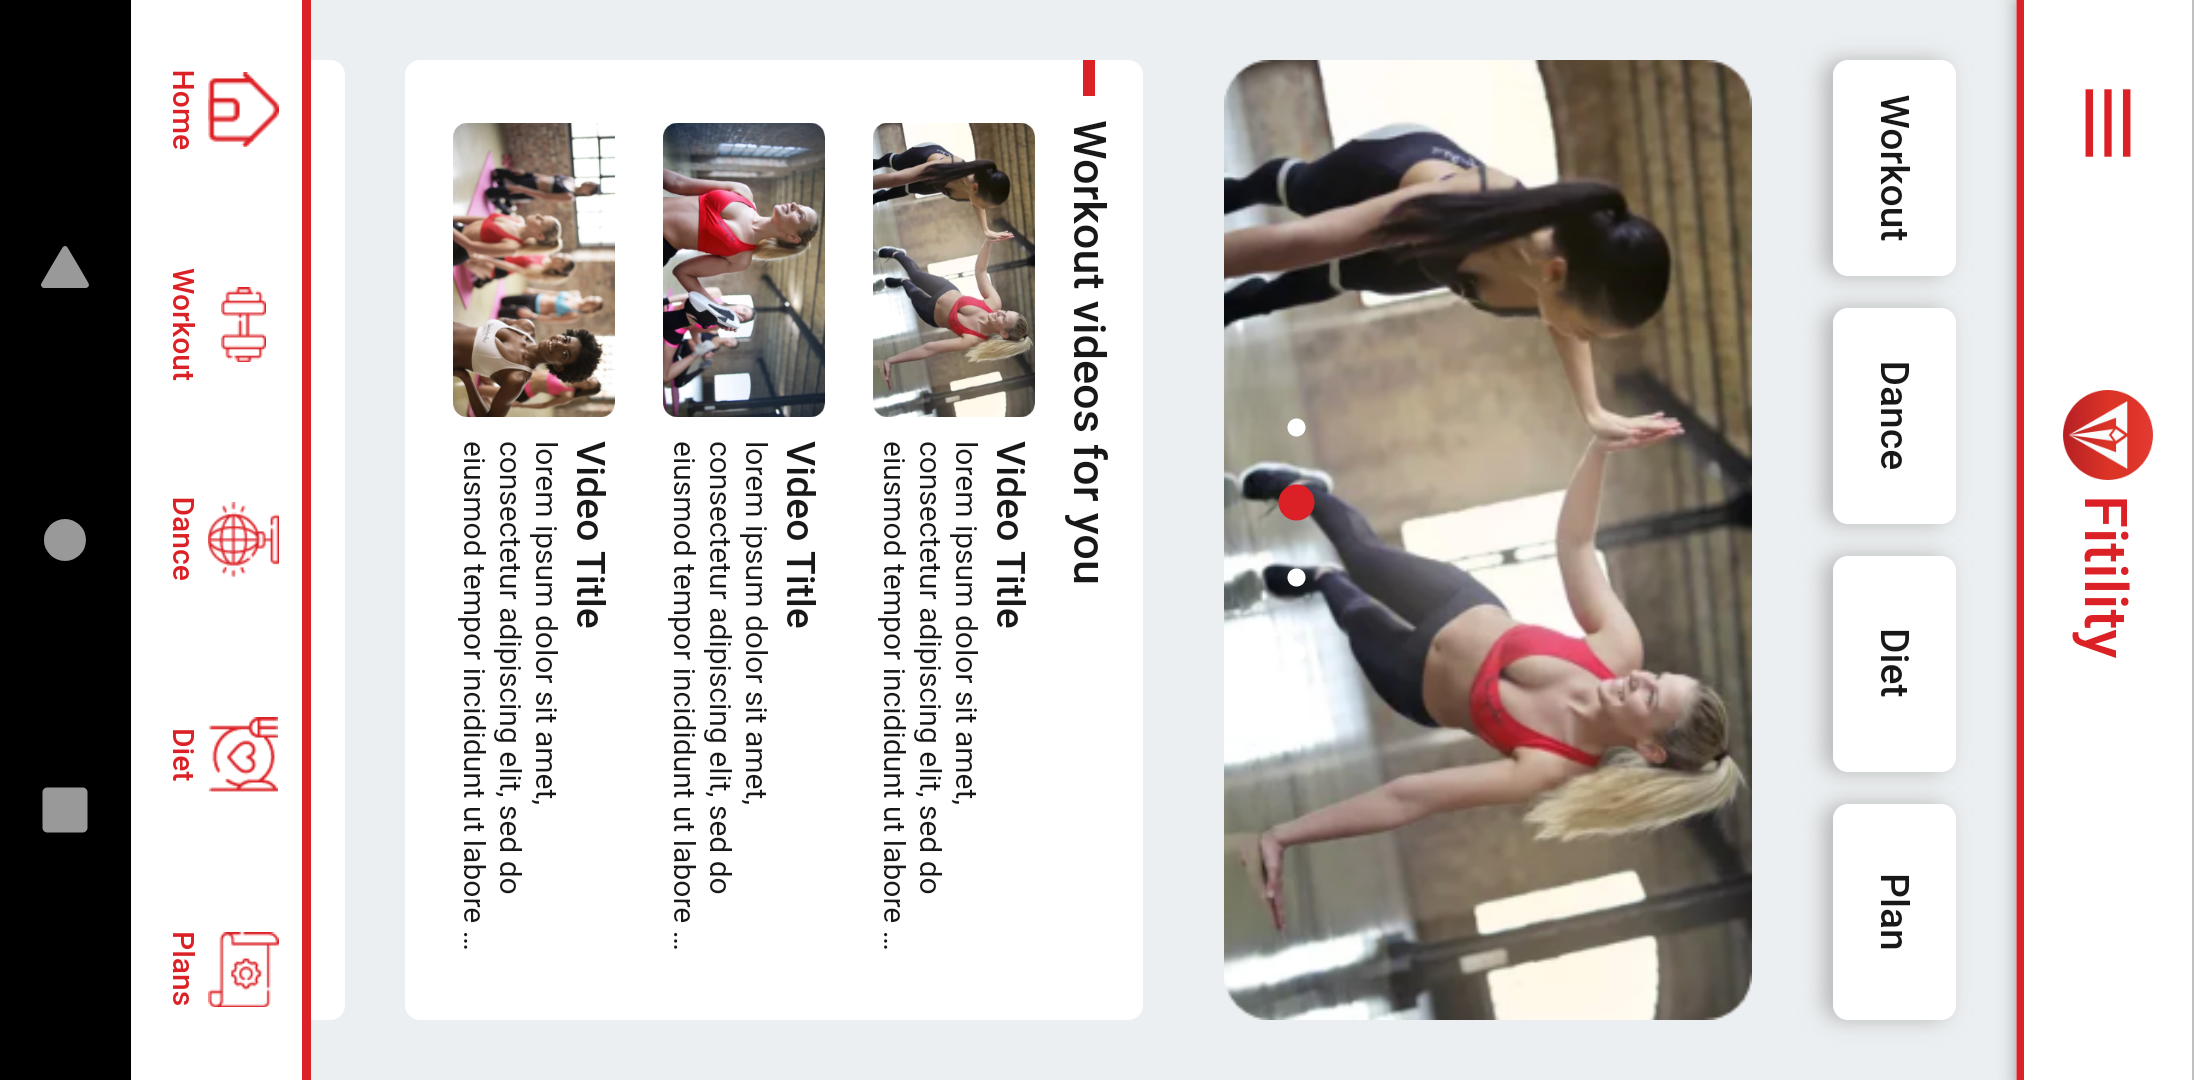 Fitility
Workout
Dance
Diet
Plan
Workout videos for you
Video Title
lorem ipsum dolor sit amet,
consectetur adipiscing elit, sed do
eiusmod tempor incididunt ut labore ...
Video Title
lorem ipsum dolor sit amet,
consectetur adipiscing elit, sed do
eiusmod tempor incididunt ut labore ...
Video Title
lorem ipsum dolor sit amet,
consectetur adipiscing elit, sed do
eiusmod tempor incididunt ut labore ...
Home
Workout
Dance
Diet
Plans